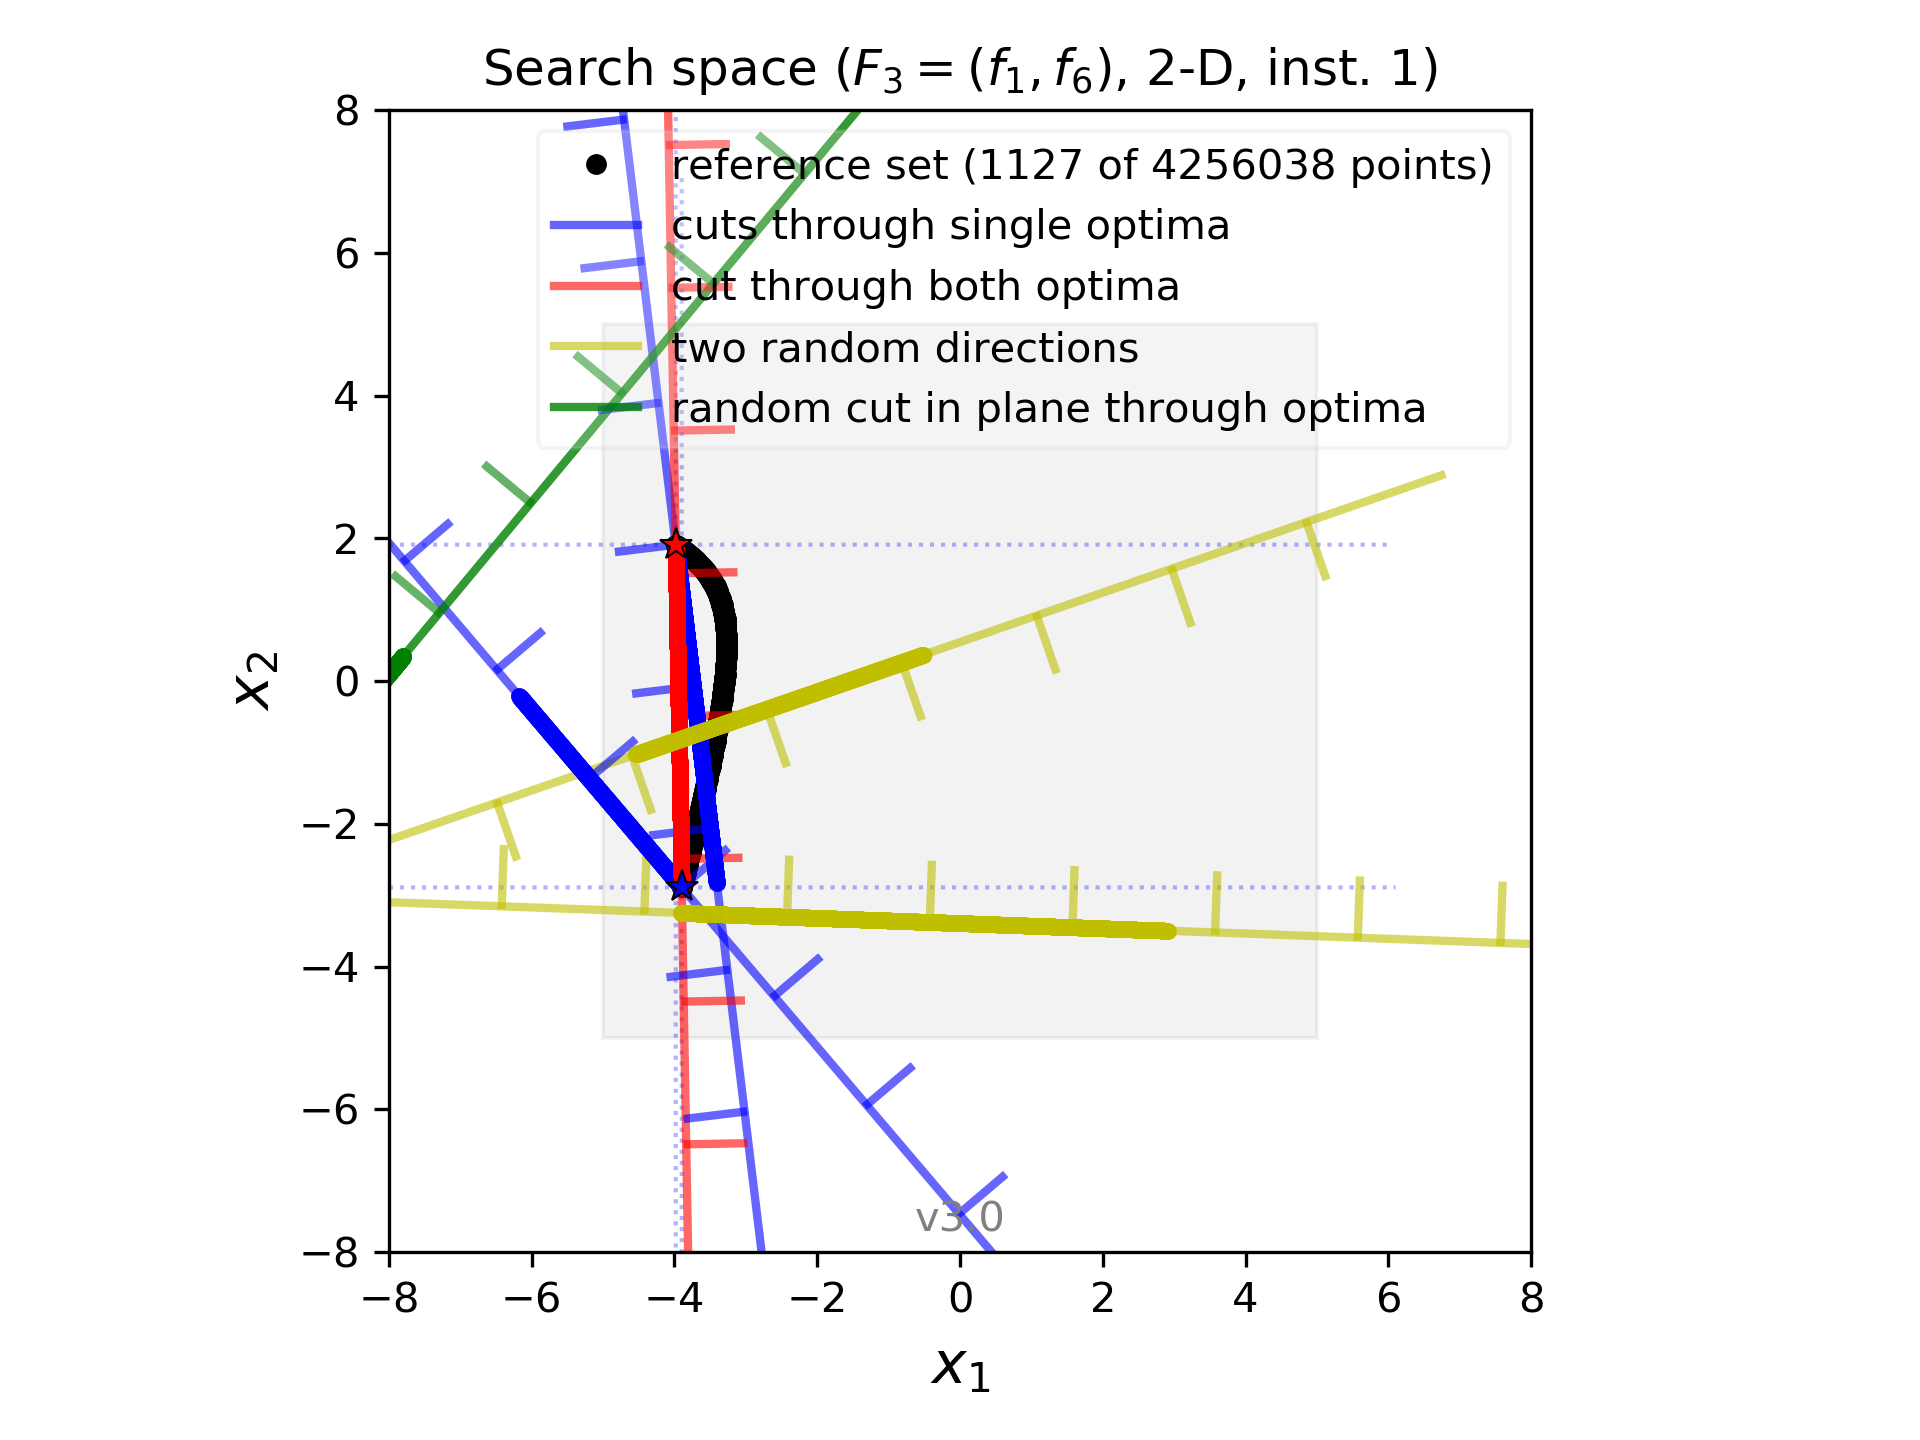 Search space (F₃ = (f₁, f₆), 2-D, inst. 1)
8
6
4
2
0
−2
−4
−6
−8
x₂
reference set (1127 of 4256038 points)
cuts through single optima
cut through both optima
two random directions
random cut in plane through optima
v3.0
−8 −6 −4 −2 0 2 4 6 8
x₁